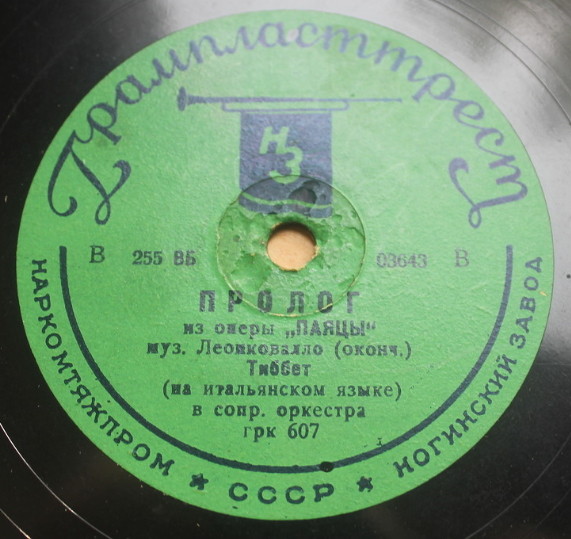 Грампласттрест
НЗ
В 255 ВБ 03643 В
ПРОЛОГ
из оперы „ПАЯЦЫ"
муз. Леонковалло (оконч.)
Тиббет
(на итальянском языке)
в сопр. оркестра
грк 607
НАРКОМТЯЖПРОМ * СССР * НОГИНСКИЙ ЗАВОД